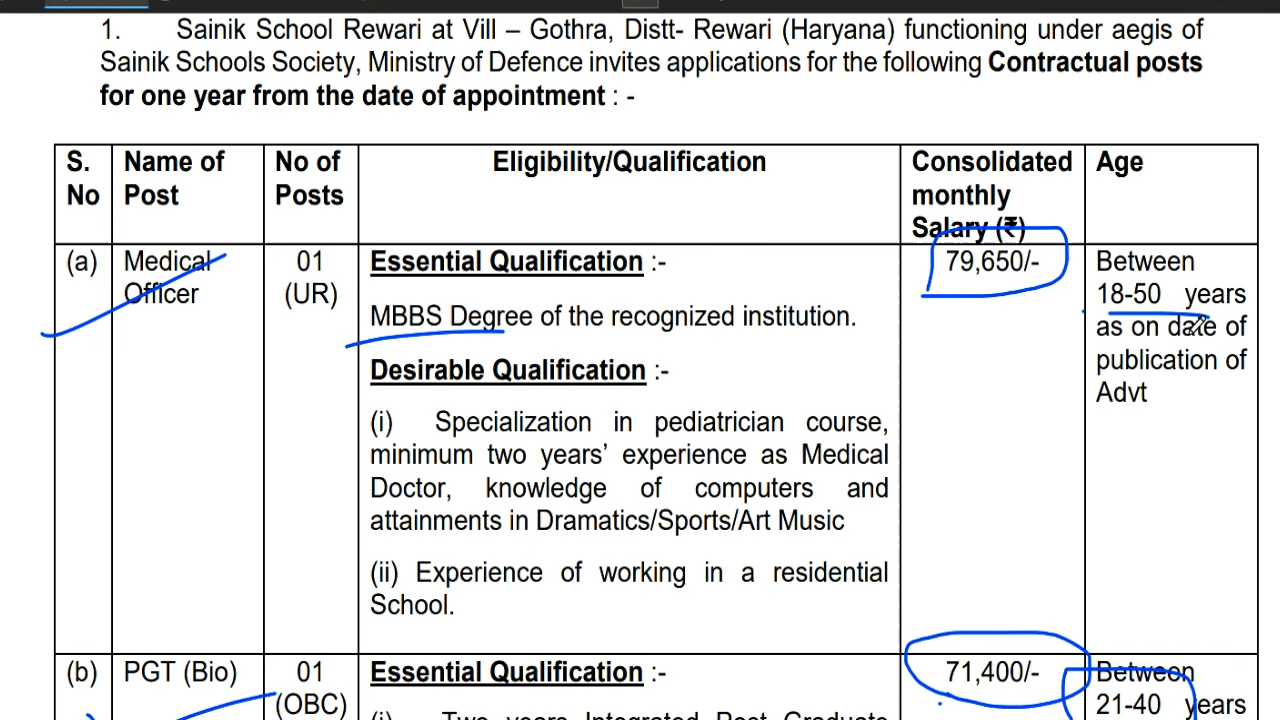 1. Sainik School Rewari at Vill – Gothra, Distt- Rewari (Haryana) functioning under aegis of
Sainik Schools Society, Ministry of Defence invites applications for the following Contractual posts
for one year from the date of appointment : -
S. No
Name of Post
No of Posts
Eligibility/Qualification
Consolidated monthly Salary (₹)
Age
(a)
Medical
Officer
01
(UR)
Essential Qualification :-
MBBS Degree of the recognized institution.
Desirable Qualification :-
(i) Specialization in pediatrician course,
minimum two years’ experience as Medical
Doctor, knowledge of computers and
attainments in Dramatics/Sports/Art Music
(ii) Experience of working in a residential
School.
79,650/-
Between
18-50 years
as on date of
publication of
Advt
(b)
PGT (Bio)
01
(OBC)
Essential Qualification :-
(i) Two years Integrated Post Graduate
71,400/-
Between
21-40 years